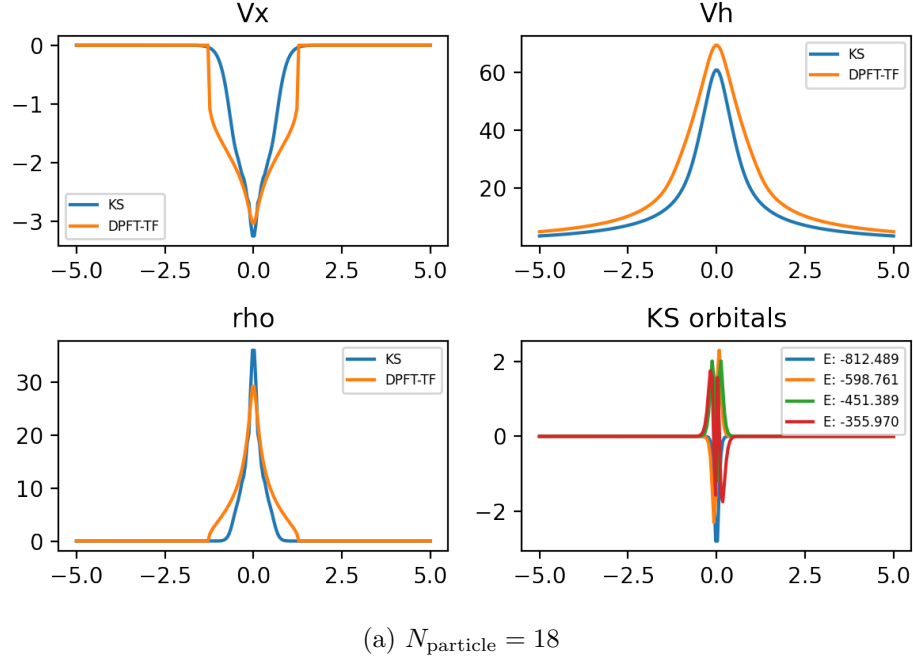 Vx
0
−1
−2
−3
KS
DPFT-TF
−5.0 −2.5 0.0 2.5 5.0
Vh
60
40
20
KS
DPFT-TF
−5.0 −2.5 0.0 2.5 5.0
rho
30
20
10
0
KS
DPFT-TF
−5.0 −2.5 0.0 2.5 5.0
KS orbitals
2
0
−2
E: -812.489
E: -598.761
E: -451.389
E: -355.970
−5.0 −2.5 0.0 2.5 5.0
(a) N_particle = 18